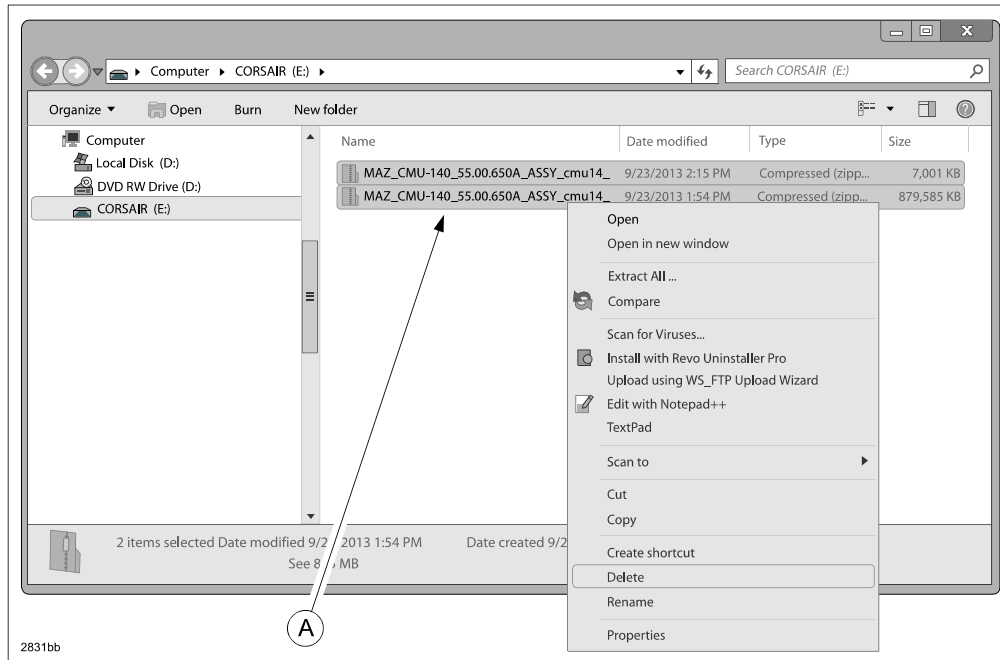 Computer CORSAIR (E:)
Search CORSAIR (E:)
Organize Open Burn New folder
Computer
Local Disk (D:)
DVD RW Drive (D:)
CORSAIR (E:)
Name Date modified Type Size
MAZ_CMU-140_55.00.650A_ASSY_cmu14_ 9/23/2013 2:15 PM Compressed (zipp... 7,001 KB
MAZ_CMU-140_55.00.650A_ASSY_cmu14_ 9/23/2013 1:54 PM Compressed (zipp... 879,585 KB
Open
Open in new window
Extract All ...
Compare
Scan for Viruses...
Install with Revo Uninstaller Pro
Upload using WS_FTP Upload Wizard
Edit with Notepad++
TextPad
Scan to
Cut
Copy
Create shortcut
Delete
Rename
Properties
2 items selected Date modified 2013 1:54 PM Date created
See MB
A
2831bb